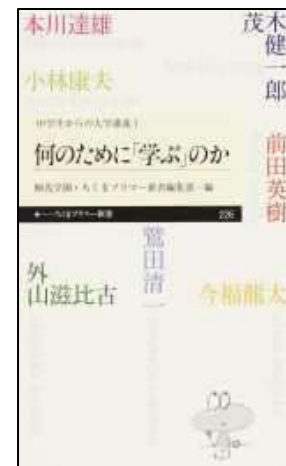 本川達雄
茂木健一郎
小林康夫
前田英樹
中学生からの大学講義1
何のために「学ぶ」のか
桐光学園+ちくまプリマー新書編集部・編
★──ちくまプリマー新書
226
鷲田清一
外山滋比古
今福龍太